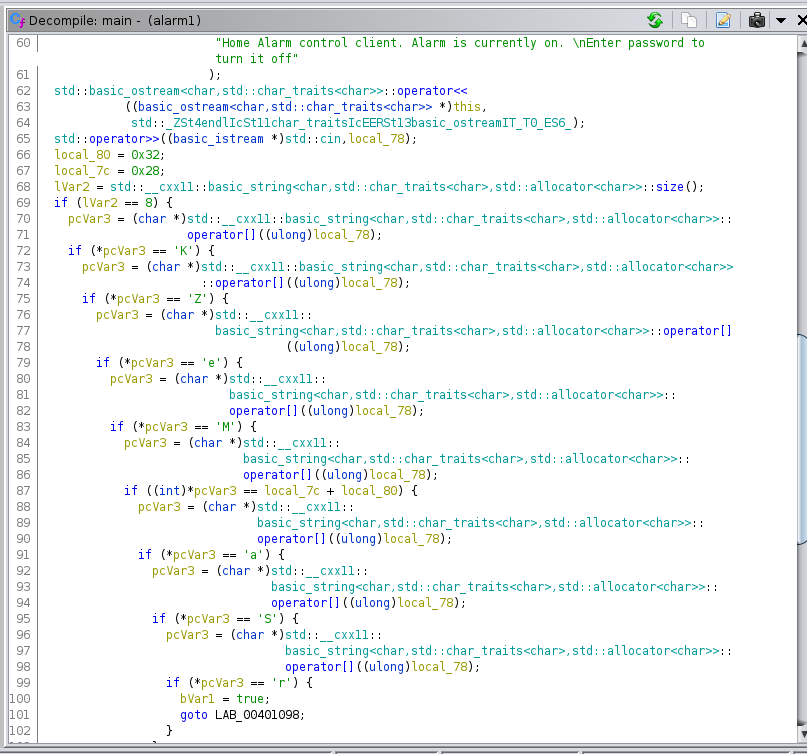 Decompile: main - (alarm1)
60 "Home Alarm control client. Alarm is currently on. \nEnter password to
turn it off"
61 );
62 std::basic_ostream<char,std::char_traits<char>>::operator<<
63 ((basic_ostream<char,std::char_traits<char>> *)this,
64 std::_ZSt4endlIcSt11char_traitsIcEERSt13basic_ostreamIT_T0_ES6_);
65 std::operator>>((basic_istream *)std::cin,local_78);
66 local_80 = 0x32;
67 local_7c = 0x28;
68 lVar2 = std::__cxx11::basic_string<char,std::char_traits<char>,std::allocator<char>>::size();
69 if (lVar2 == 8) {
70 pcVar3 = (char *)std::__cxx11::basic_string<char,std::char_traits<char>,std::allocator<char>>::
71 operator[]((ulong)local_78);
72 if (*pcVar3 == 'K') {
73 pcVar3 = (char *)std::__cxx11::basic_string<char,std::char_traits<char>,std::allocator<char>>
74 ::operator[]((ulong)local_78);
75 if (*pcVar3 == 'Z') {
76 pcVar3 = (char *)std::__cxx11::
77 basic_string<char,std::char_traits<char>,std::allocator<char>>::operator[]
78 ((ulong)local_78);
79 if (*pcVar3 == 'e') {
80 pcVar3 = (char *)std::__cxx11::
81 basic_string<char,std::char_traits<char>,std::allocator<char>>::
82 operator[]((ulong)local_78);
83 if (*pcVar3 == 'M') {
84 pcVar3 = (char *)std::__cxx11::
85 basic_string<char,std::char_traits<char>,std::allocator<char>>::
86 operator[]((ulong)local_78);
87 if ((int)*pcVar3 == local_7c + local_80) {
88 pcVar3 = (char *)std::__cxx11::
89 basic_string<char,std::char_traits<char>,std::allocator<char>>::
90 operator[]((ulong)local_78);
91 if (*pcVar3 == 'a') {
92 pcVar3 = (char *)std::__cxx11::
93 basic_string<char,std::char_traits<char>,std::allocator<char>>::
94 operator[]((ulong)local_78);
95 if (*pcVar3 == 'S') {
96 pcVar3 = (char *)std::__cxx11::
97 basic_string<char,std::char_traits<char>,std::allocator<char>>::
98 operator[]((ulong)local_78);
99 if (*pcVar3 == 'r') {
100 bVar1 = true;
101 goto LAB_00401098;
102 }